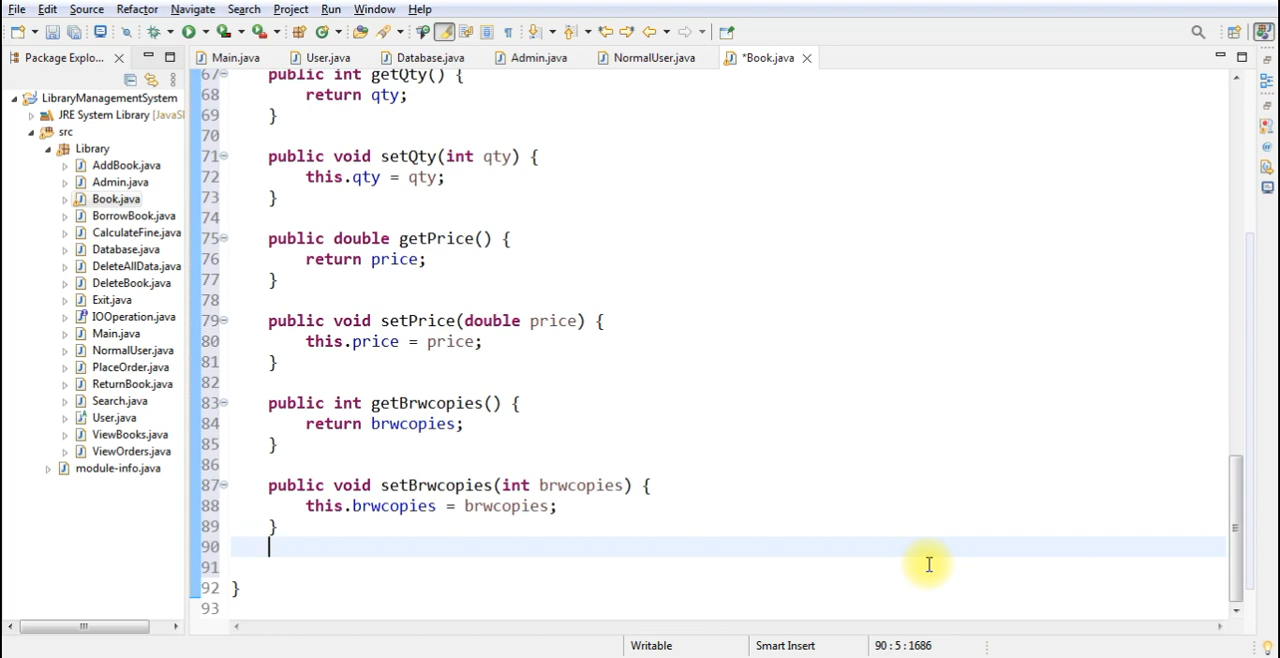 File Edit Source Refactor Navigate Search Project Run Window Help
Package Explo...
Main.java User.java Database.java Admin.java NormalUser.java *Book.java
LibraryManagementSystem
JRE System Library [JavaS
src
Library
AddBook.java
Admin.java
Book.java
BorrowBook.java
CalculateFine.java
Database.java
DeleteAllData.java
DeleteBook.java
Exit.java
IOOperation.java
Main.java
NormalUser.java
PlaceOrder.java
ReturnBook.java
Search.java
User.java
ViewBooks.java
ViewOrders.java
module-info.java
67 public int getQty() {
68 return qty;
69 }
70
71 public void setQty(int qty) {
72 this.qty = qty;
73 }
74
75 public double getPrice() {
76 return price;
77 }
78
79 public void setPrice(double price) {
80 this.price = price;
81 }
82
83 public int getBrwcopies() {
84 return brwcopies;
85 }
86
87 public void setBrwcopies(int brwcopies) {
88 this.brwcopies = brwcopies;
89 }
90
91
92 }
93
Writable Smart Insert 90 : 5 : 1686